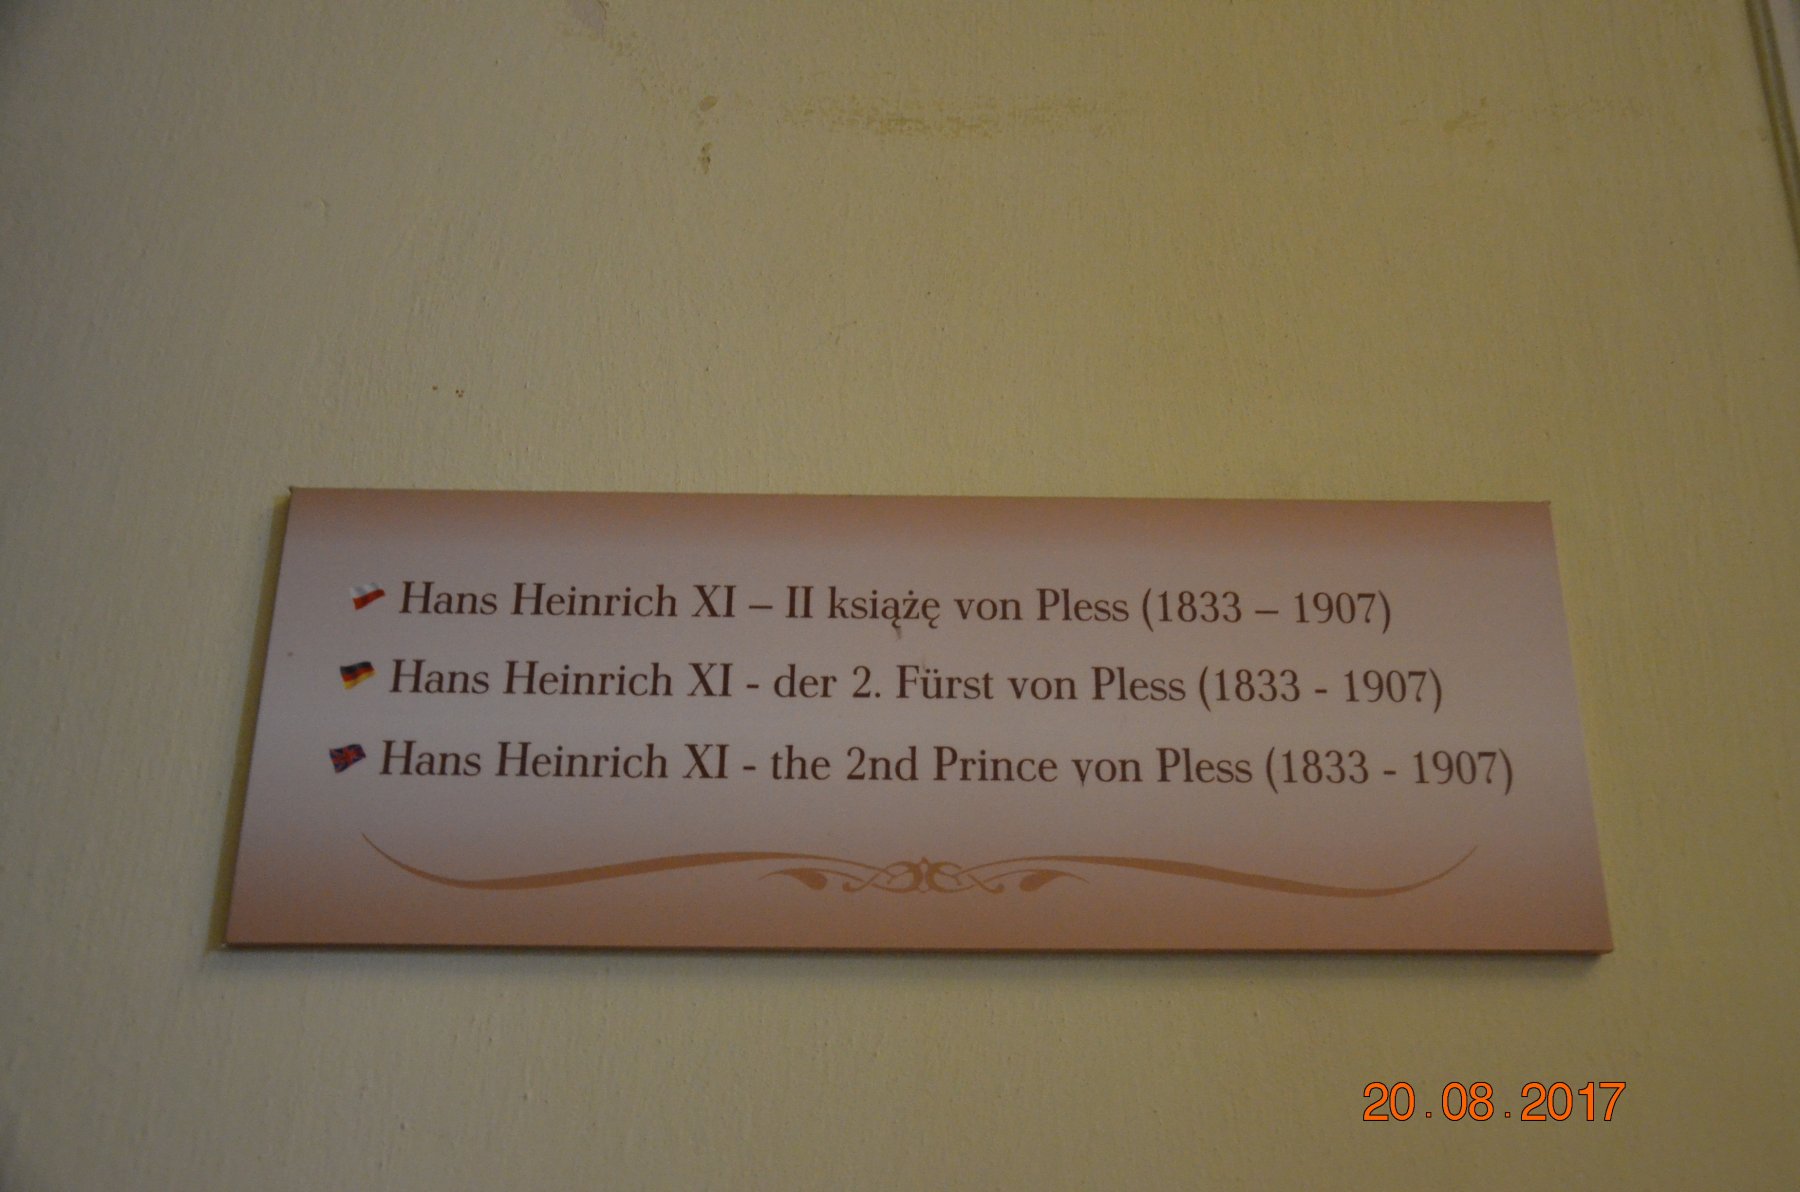 Hans Heinrich XI – II książę von Pless (1833 – 1907)
Hans Heinrich XI - der 2. Fürst von Pless (1833 - 1907)
Hans Heinrich XI - the 2nd Prince von Pless (1833 - 1907)
20.08.2017